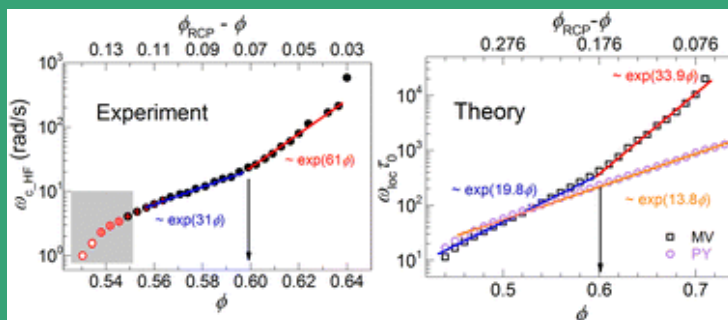 ϕRCP - ϕ
0.13 0.11 0.09 0.07 0.05 0.03
10³
10²
10¹
10⁰
ωc_HF (rad/s)
Experiment
~ exp(61ϕ)
~ exp(31ϕ)
0.54 0.56 0.58 0.60 0.62 0.64
ϕ
ϕRCP-ϕ
0.276 0.176 0.076
10⁴
10³
10²
10¹
ωloc τ0
~ exp(33.9ϕ)
Theory
~ exp(19.8ϕ)
~ exp(13.8ϕ)
MV
PY
0.5 0.6 0.7
ϕ